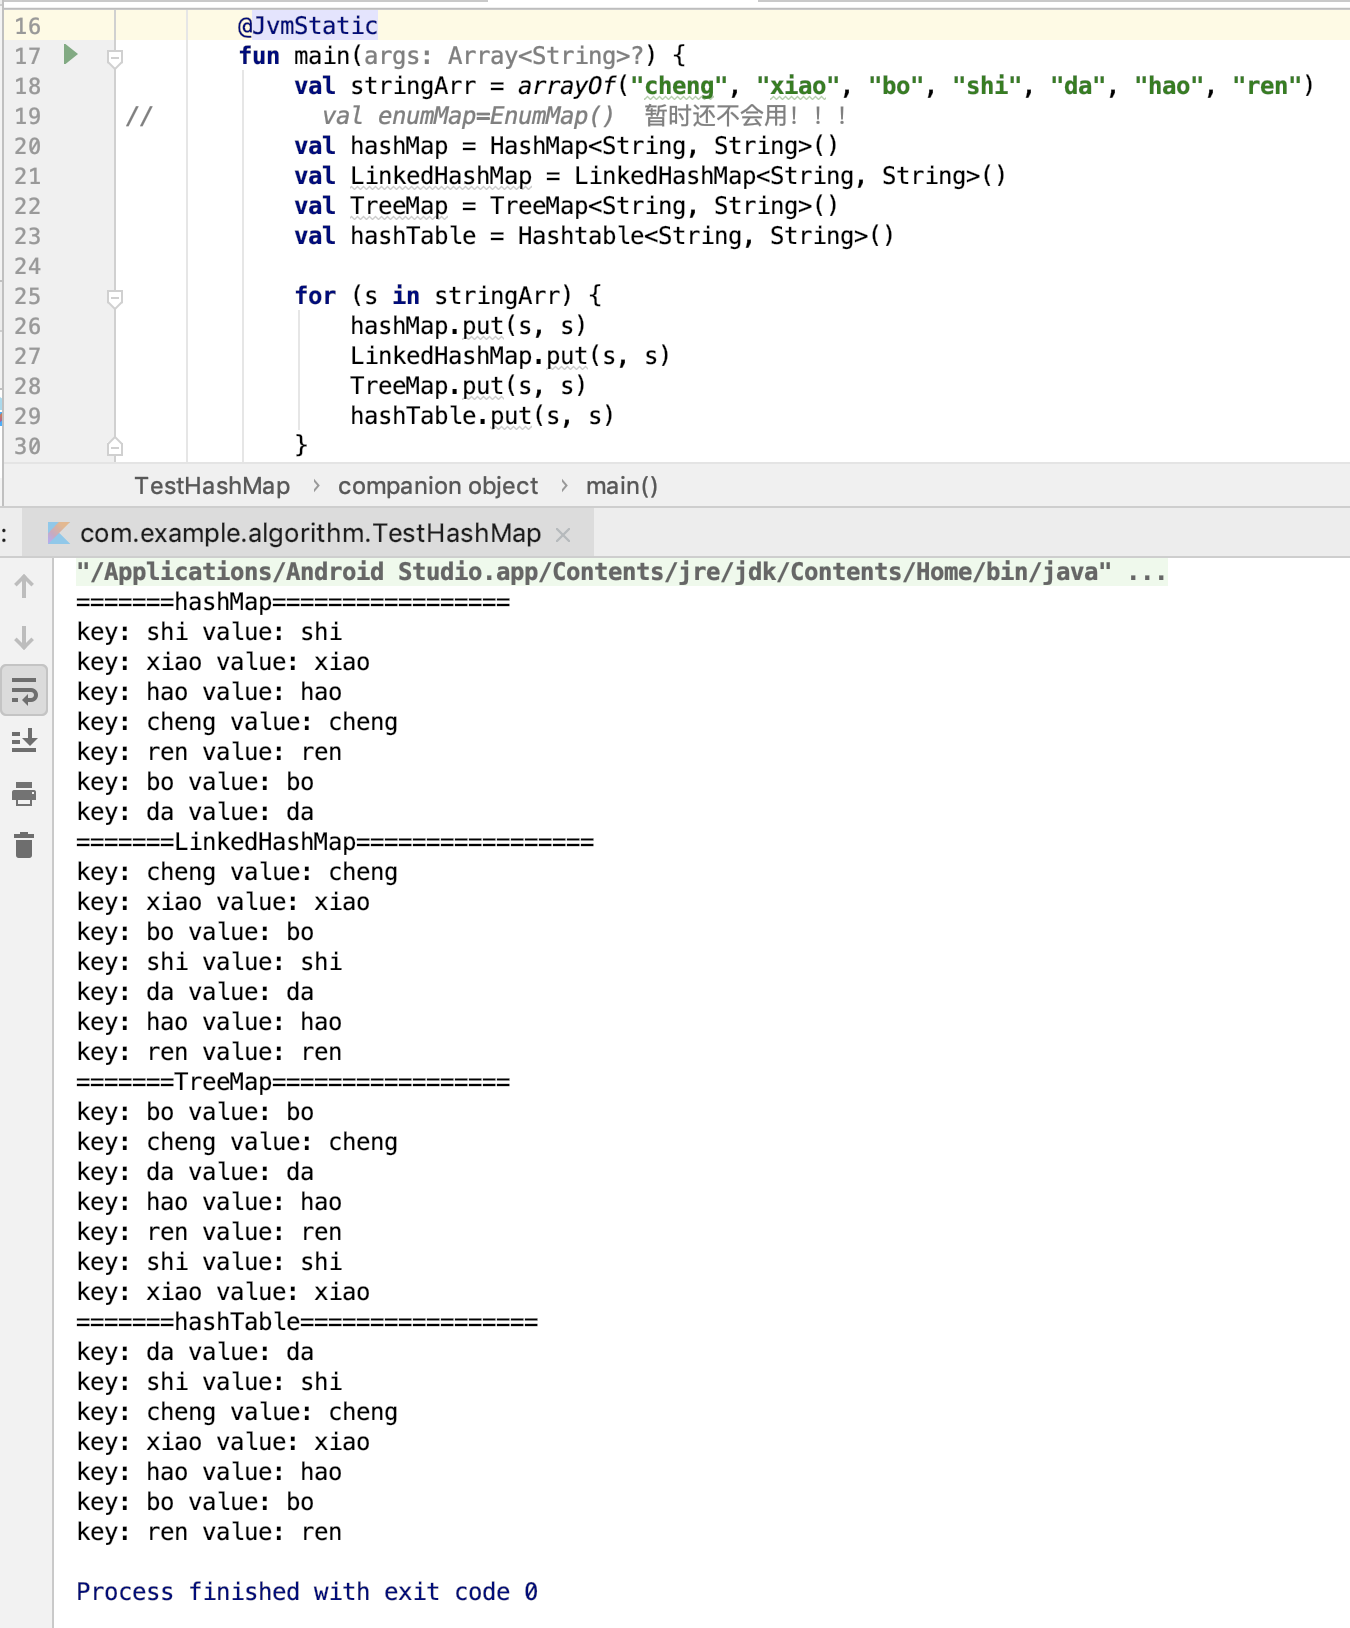 16 @JvmStatic
17 fun main(args: Array<String>?) {
18 val stringArr = arrayOf("cheng", "xiao", "bo", "shi", "da", "hao", "ren")
19 // val enumMap=EnumMap() 暂时还不会用！！！
20 val hashMap = HashMap<String, String>()
21 val LinkedHashMap = LinkedHashMap<String, String>()
22 val TreeMap = TreeMap<String, String>()
23 val hashTable = Hashtable<String, String>()
24
25 for (s in stringArr) {
26 hashMap.put(s, s)
27 LinkedHashMap.put(s, s)
28 TreeMap.put(s, s)
29 hashTable.put(s, s)
30 }
TestHashMap › companion object › main()
: com.example.algorithm.TestHashMap ×
"/Applications/Android Studio.app/Contents/jre/jdk/Contents/Home/bin/java" ...
=======hashMap=================
key: shi value: shi
key: xiao value: xiao
key: hao value: hao
key: cheng value: cheng
key: ren value: ren
key: bo value: bo
key: da value: da
=======LinkedHashMap=================
key: cheng value: cheng
key: xiao value: xiao
key: bo value: bo
key: shi value: shi
key: da value: da
key: hao value: hao
key: ren value: ren
=======TreeMap=================
key: bo value: bo
key: cheng value: cheng
key: da value: da
key: hao value: hao
key: ren value: ren
key: shi value: shi
key: xiao value: xiao
=======hashTable=================
key: da value: da
key: shi value: shi
key: cheng value: cheng
key: xiao value: xiao
key: hao value: hao
key: bo value: bo
key: ren value: ren
Process finished with exit code 0